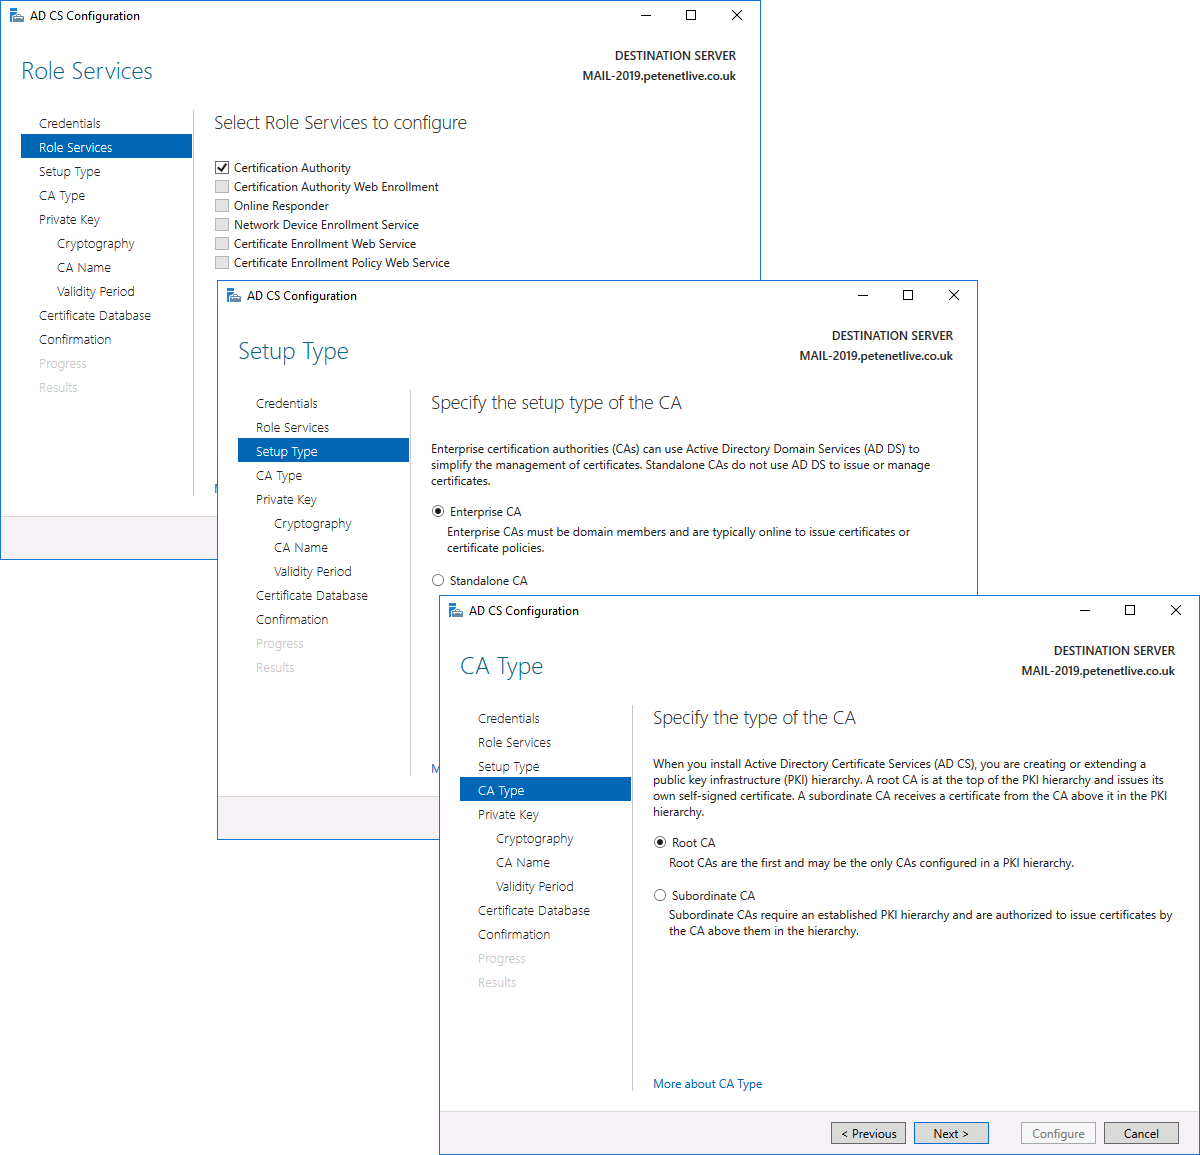 AD CS Configuration
DESTINATION SERVER
MAIL-2019.petenetlive.co.uk
Role Services
Credentials
Role Services
Setup Type
CA Type
Private Key
Cryptography
CA Name
Validity Period
Certificate Database
Confirmation
Progress
Results
Select Role Services to configure
Certification Authority
Certification Authority Web Enrollment
Online Responder
Network Device Enrollment Service
Certificate Enrollment Web Service
Certificate Enrollment Policy Web Service
AD CS Configuration
DESTINATION SERVER
MAIL-2019.petenetlive.co.uk
Setup Type
Credentials
Role Services
Setup Type
CA Type
Private Key
Cryptography
CA Name
Validity Period
Certificate Database
Confirmation
Progress
Results
Specify the setup type of the CA
Enterprise certification authorities (CAs) can use Active Directory Domain Services (AD DS) to
simplify the management of certificates. Standalone CAs do not use AD DS to issue or manage
certificates.
Enterprise CA
Enterprise CAs must be domain members and are typically online to issue certificates or
certificate policies.
Standalone CA
AD CS Configuration
DESTINATION SERVER
MAIL-2019.petenetlive.co.uk
CA Type
Credentials
Role Services
Setup Type
CA Type
Private Key
Cryptography
CA Name
Validity Period
Certificate Database
Confirmation
Progress
Results
Specify the type of the CA
When you install Active Directory Certificate Services (AD CS), you are creating or extending a
public key infrastructure (PKI) hierarchy. A root CA is at the top of the PKI hierarchy and issues its
own self-signed certificate. A subordinate CA receives a certificate from the CA above it in the PKI
hierarchy.
Root CA
Root CAs are the first and may be the only CAs configured in a PKI hierarchy.
Subordinate CA
Subordinate CAs require an established PKI hierarchy and are authorized to issue certificates by
the CA above them in the hierarchy.
More about CA Type
< Previous
Next >
Configure
Cancel